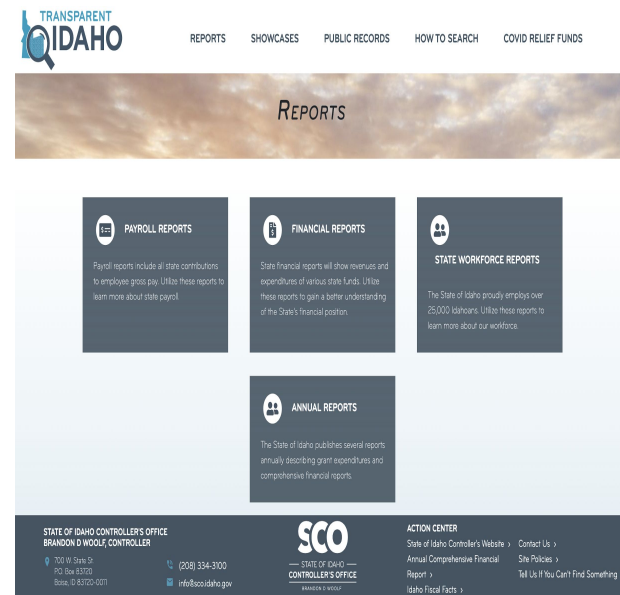 TRANSPARENT
IDAHO
REPORTS SHOWCASES PUBLIC RECORDS HOW TO SEARCH COVID RELIEF FUNDS
REPORTS
PAYROLL REPORTS
Payroll reports include all state contributions
to employee gross pay. Utilize these reports to
learn more about state payroll.
FINANCIAL REPORTS
State financial reports will show revenues and
expenditures of various state funds. Utilize
these reports to gain a better understanding
of the State's financial position.
STATE WORKFORCE REPORTS
The State of Idaho proudly employs over
25,000 Idahoans. Utilize these reports to
learn more about our workforce.
ANNUAL REPORTS
The State of Idaho publishes several reports
annually describing grant expenditures and
comprehensive financial reports.
STATE OF IDAHO CONTROLLER'S OFFICE
BRANDON D WOOLF, CONTROLLER
700 W. State St
P.O. Box 83720
Boise, ID 83720-0011
(208) 334-3100
info@sco.idaho.gov
SCO
STATE OF IDAHO
CONTROLLER'S OFFICE
BRANDON D WOOLF
ACTION CENTER
State of Idaho Controller's Website ›
Annual Comprehensive Financial
Report ›
Idaho Fiscal Facts ›
Contact Us ›
Site Policies ›
Tell Us If You Can't Find Something